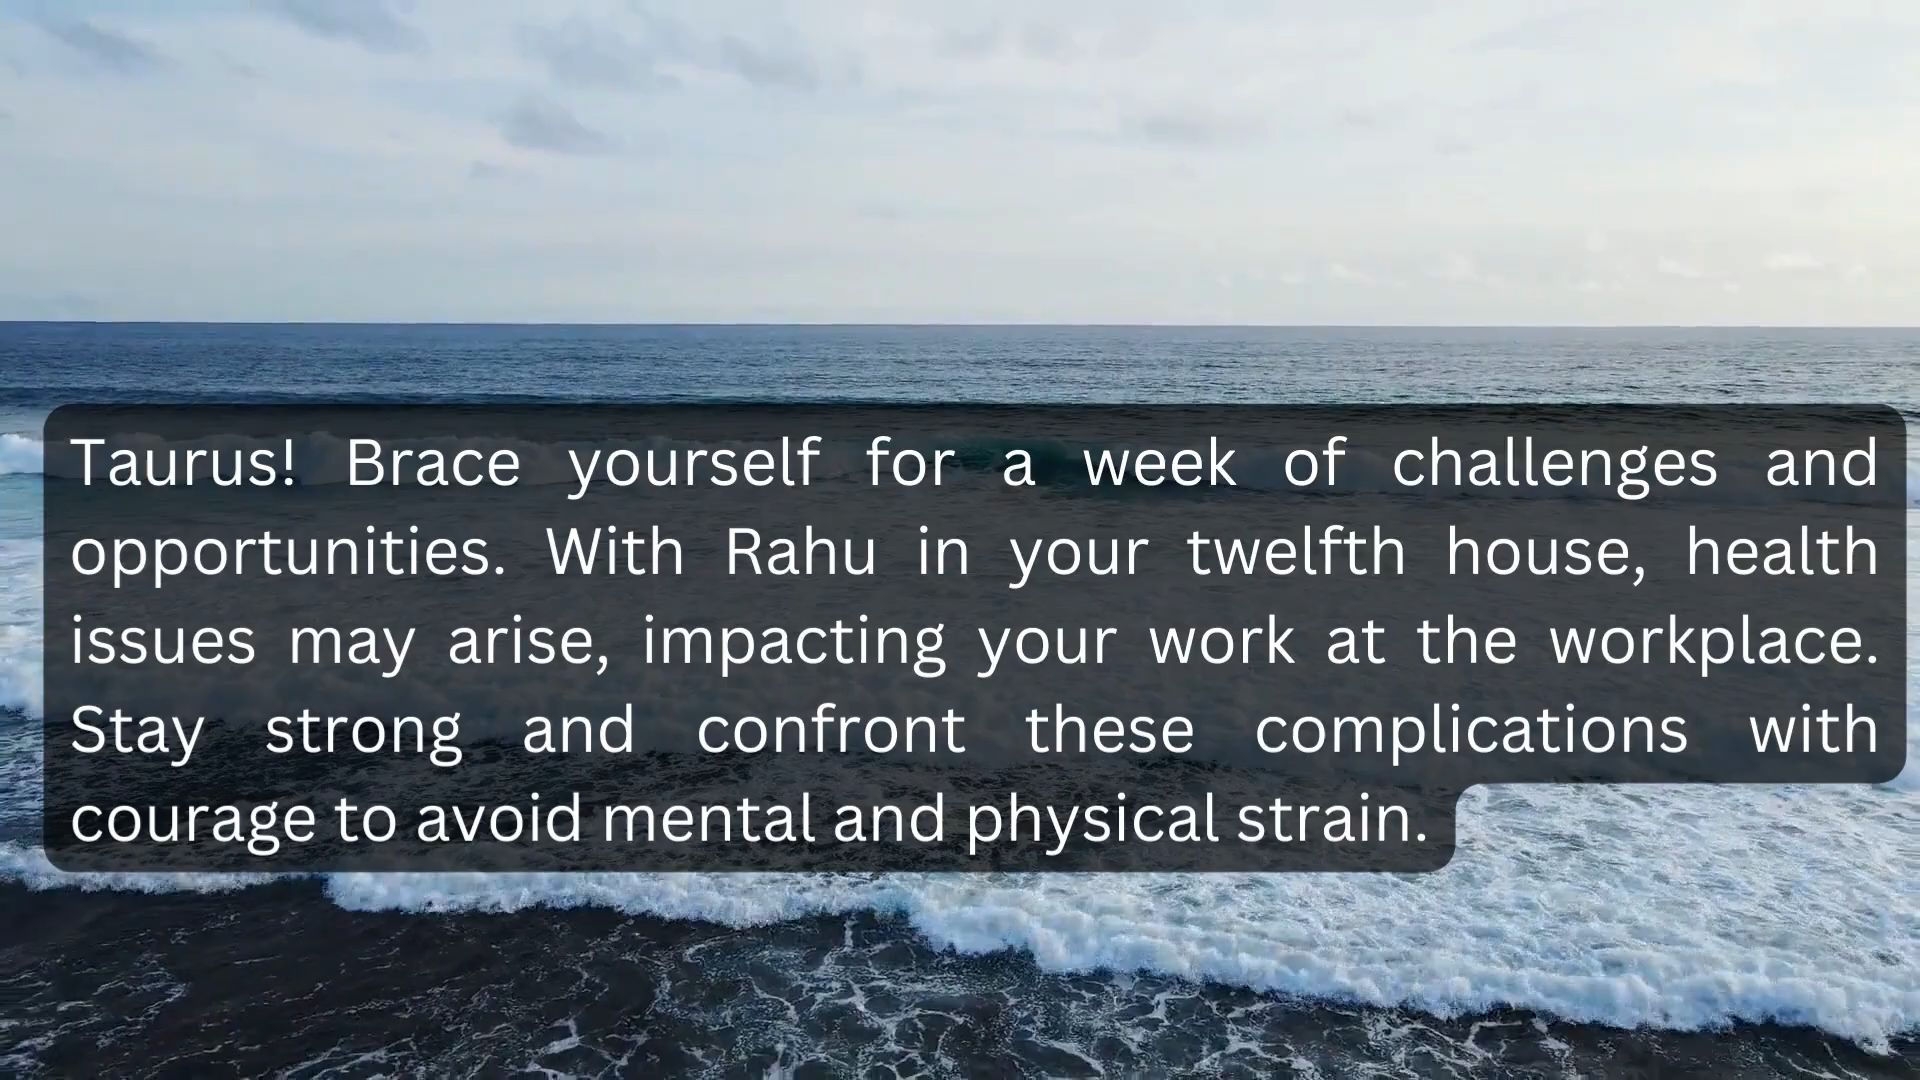 Taurus! Brace yourself for a week of challenges and
opportunities. With Rahu in your twelfth house, health
issues may arise, impacting your work at the workplace.
Stay strong and confront these complications with
courage to avoid mental and physical strain.